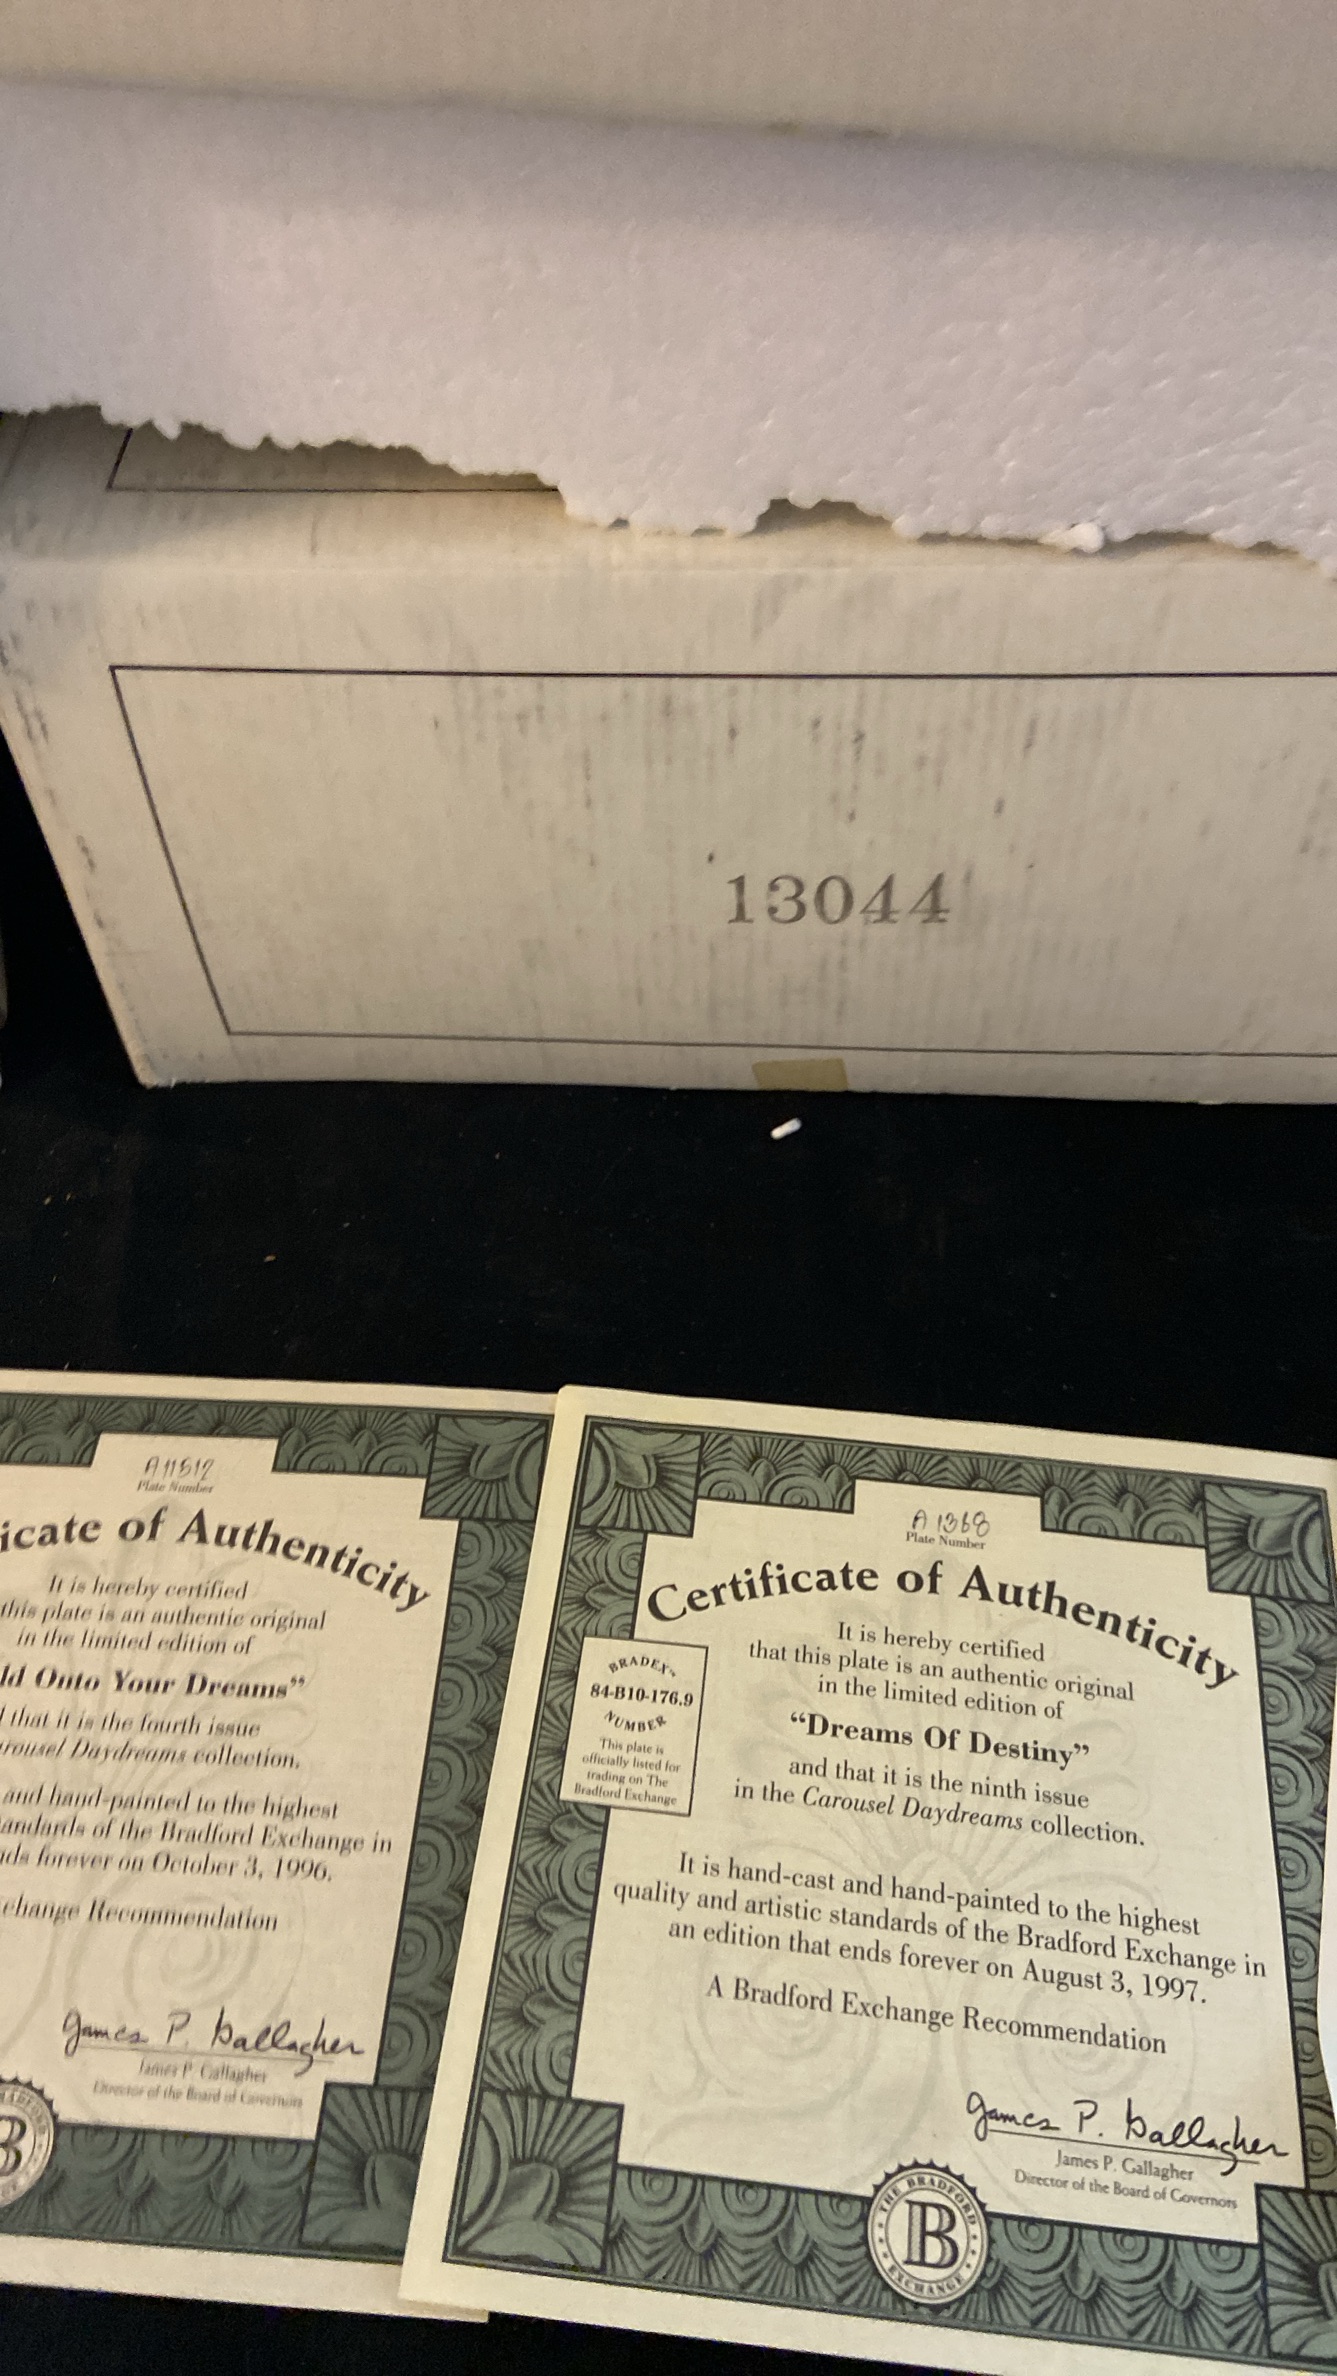 13044
A 11512
Plate Number
icate of Authenticity
It is hereby certified
this plate is an authentic original
in the limited edition of
ld Onto Your Dreams”
that it is the fourth issue
rousel Daydreams collection.
and hand-painted to the highest
andards of the Bradford Exchange in
nds forever on October 3, 1996.
change Recommendation
James P. Gallagher
James P. Gallagher
Director of the Board of Governors
B
A 1368
Plate Number
Certificate of Authenticity
BRADEX
84-B10-176.9
NUMBER
This plate is
officially listed for
trading on The
Bradford Exchange
It is hereby certified
that this plate is an authentic original
in the limited edition of
“Dreams Of Destiny”
and that it is the ninth issue
in the Carousel Daydreams collection.
It is hand-cast and hand-painted to the highest
quality and artistic standards of the Bradford Exchange in
an edition that ends forever on August 3, 1997.
A Bradford Exchange Recommendation
James P. Gallagher
James P. Gallagher
Director of the Board of Governors
THE BRADFORD
B
EXCHANGE